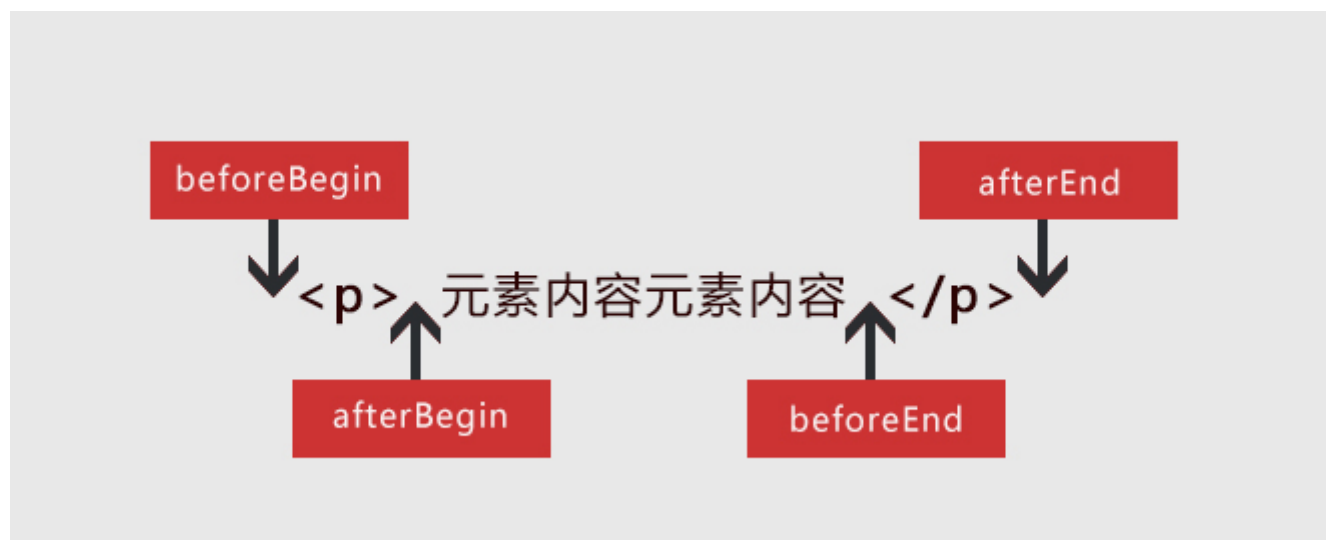 beforeBegin
afterEnd
<p> 元素内容元素内容 </p>
afterBegin
beforeEnd